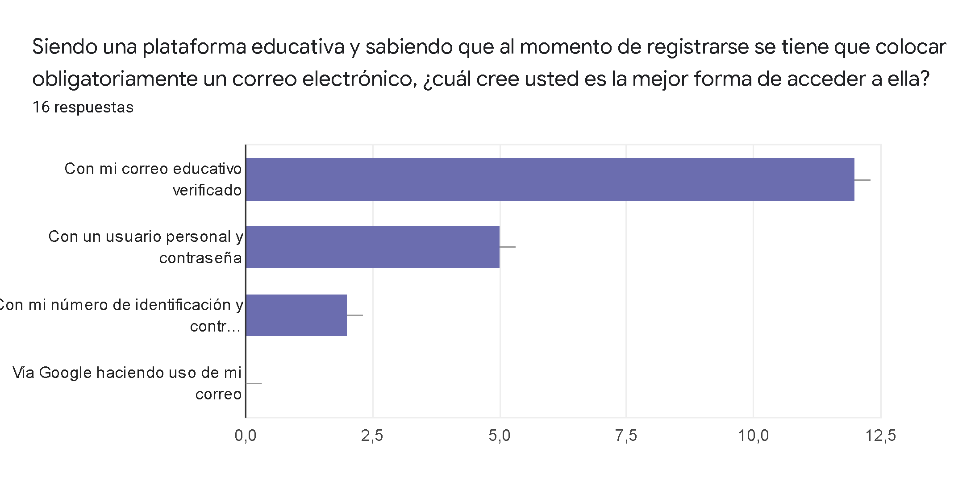 Siendo una plataforma educativa y sabiendo que al momento de registrarse se tiene que colocar
obligatoriamente un correo electrónico, ¿cuál cree usted es la mejor forma de acceder a ella?
16 respuestas
Con mi correo educativo
verificado
Con un usuario personal y
contraseña
Con mi número de identificación y
contr...
Vía Google haciendo uso de mi
correo
0,0 2,5 5,0 7,5 10,0 12,5